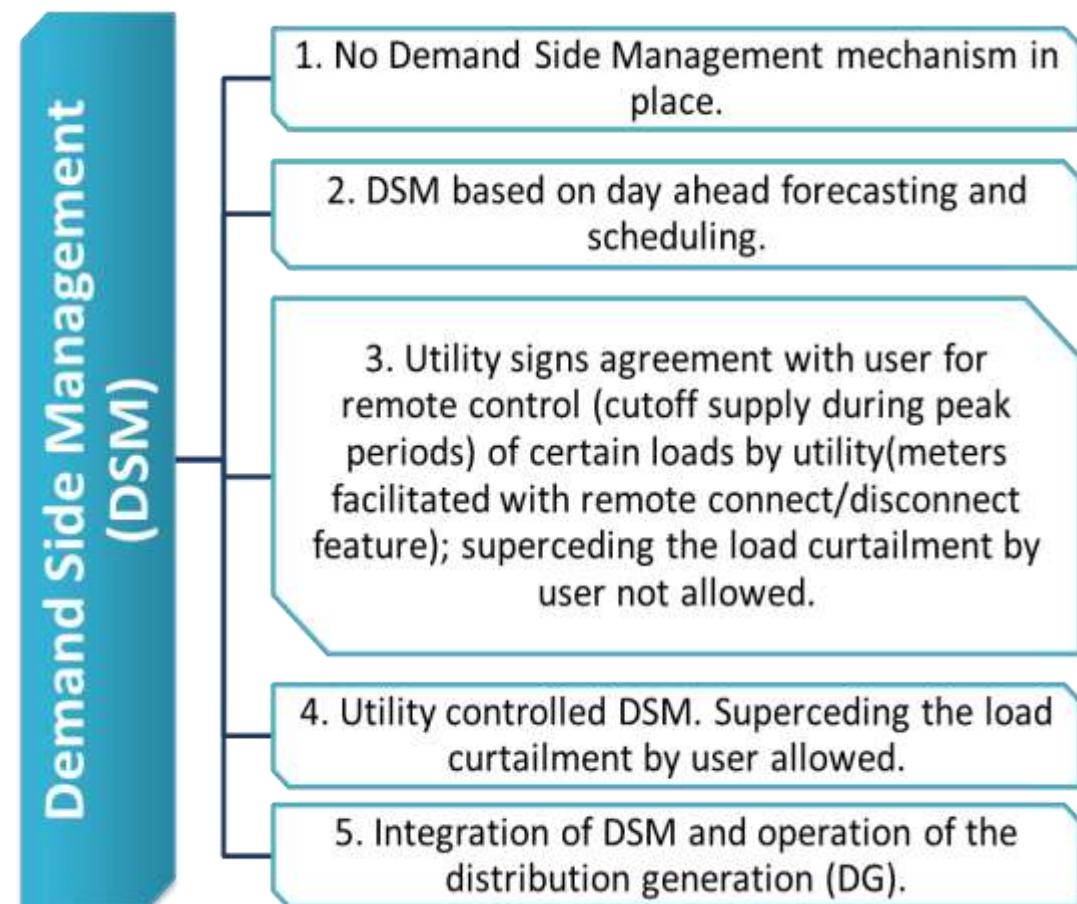 Demand Side Management
(DSM)
1. No Demand Side Management mechanism in
place.
2. DSM based on day ahead forecasting and
scheduling.
3. Utility signs agreement with user for
remote control (cutoff supply during peak
periods) of certain loads by utility(meters
facilitated with remote connect/disconnect
feature); superceding the load curtailment by
user not allowed.
4. Utility controlled DSM. Superceding the load
curtailment by user allowed.
5. Integration of DSM and operation of the
distribution generation (DG).